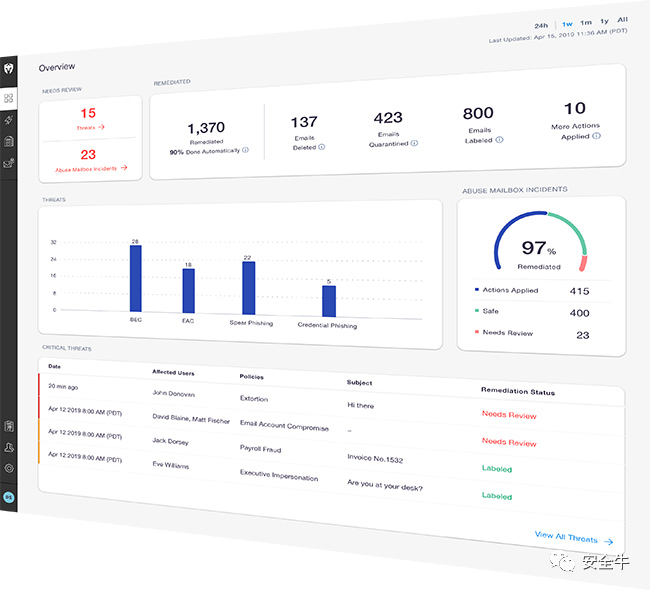 24h 1w 1m 1y All
Last Updated: Apr 15, 2019 11:36 AM (PDT)
Overview
NEEDS REVIEW
15
Threats →
23
Abuse Mailbox Incidents →
REMEDIATED
1,370
Remediated
90% Done Automatically
137
Emails
Deleted
423
Emails
Quarantined
800
Emails
Labeled
10
More Actions
Applied
THREATS
32
24
16
8
0
28
18
22
5
BEC
EAC
Spear Phishing
Credential Phishing
ABUSE MAILBOX INCIDENTS
97%
Remediated
Actions Applied 415
Safe 400
Needs Review 23
CRITICAL THREATS
Date Affected Users Policies Subject Remediation Status
20 min ago John Donovan Extortion Hi there Needs Review
Apr 12 2019 8:00 AM (PDT) David Blaine, Matt Fischer Email Account Compromise – Needs Review
Apr 12 2019 8:00 AM (PDT) Jack Dorsey Payroll Fraud Invoice No.1532 Labeled
Apr 12 2019 8:00 AM (PDT) Eve Williams Executive Impersonation Are you at your desk? Labeled
View All Threats →
安全牛